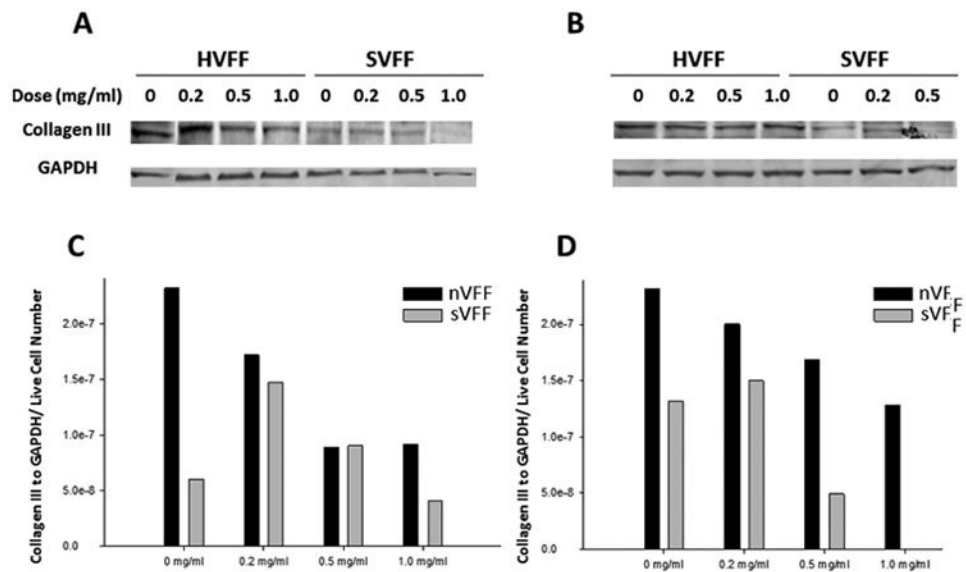 A
B
HVFF SVFF
HVFF SVFF
Dose (mg/ml) 0 0.2 0.5 1.0 0 0.2 0.5 1.0
0 0.2 0.5 1.0 0 0.2 0.5
Collagen III
GAPDH
C
D
Collagen III to GAPDH/ Live Cell Number
nVFF
sVFF
2.0e-7
1.5e-7
1.0e-7
5.0e-8
0.0
0 mg/ml 0.2 mg/ml 0.5 mg/ml 1.0 mg/ml
Collagen III to GAPDH/ Live Cell Number
nVFF
sVFF
2.0e-7
1.5e-7
1.0e-7
5.0e-8
0.0
0 mg/ml 0.2 mg/ml 0.5 mg/ml 1.0 mg/ml